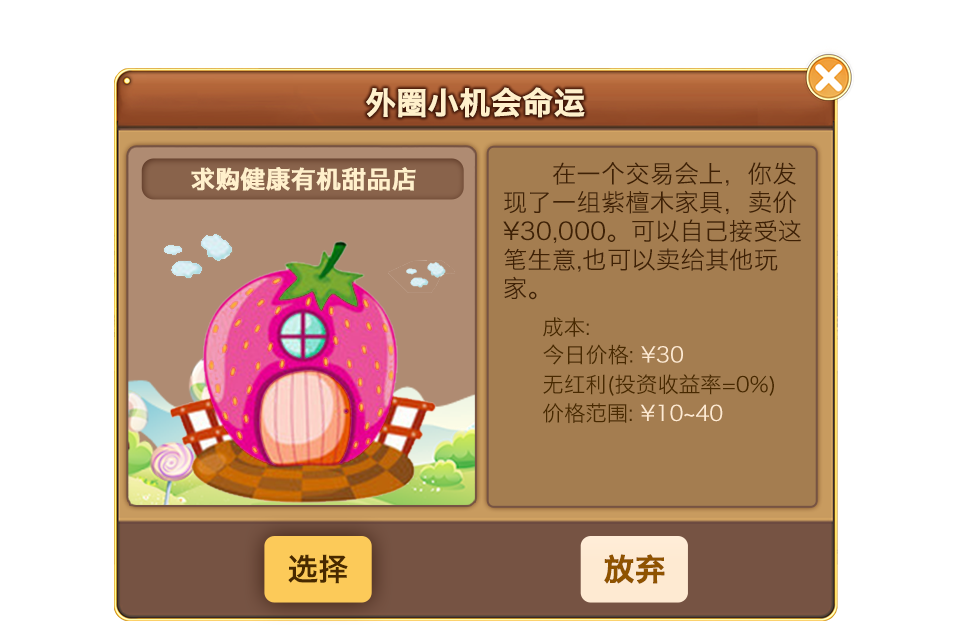 外圈小机会命运
求购健康有机甜品店
在一个交易会上，你发
现了一组紫檀木家具，卖价
¥30,000。可以自己接受这
笔生意,也可以卖给其他玩
家。
成本:
今日价格: ¥30
无红利(投资收益率=0%)
价格范围: ¥10~40
选择
放弃